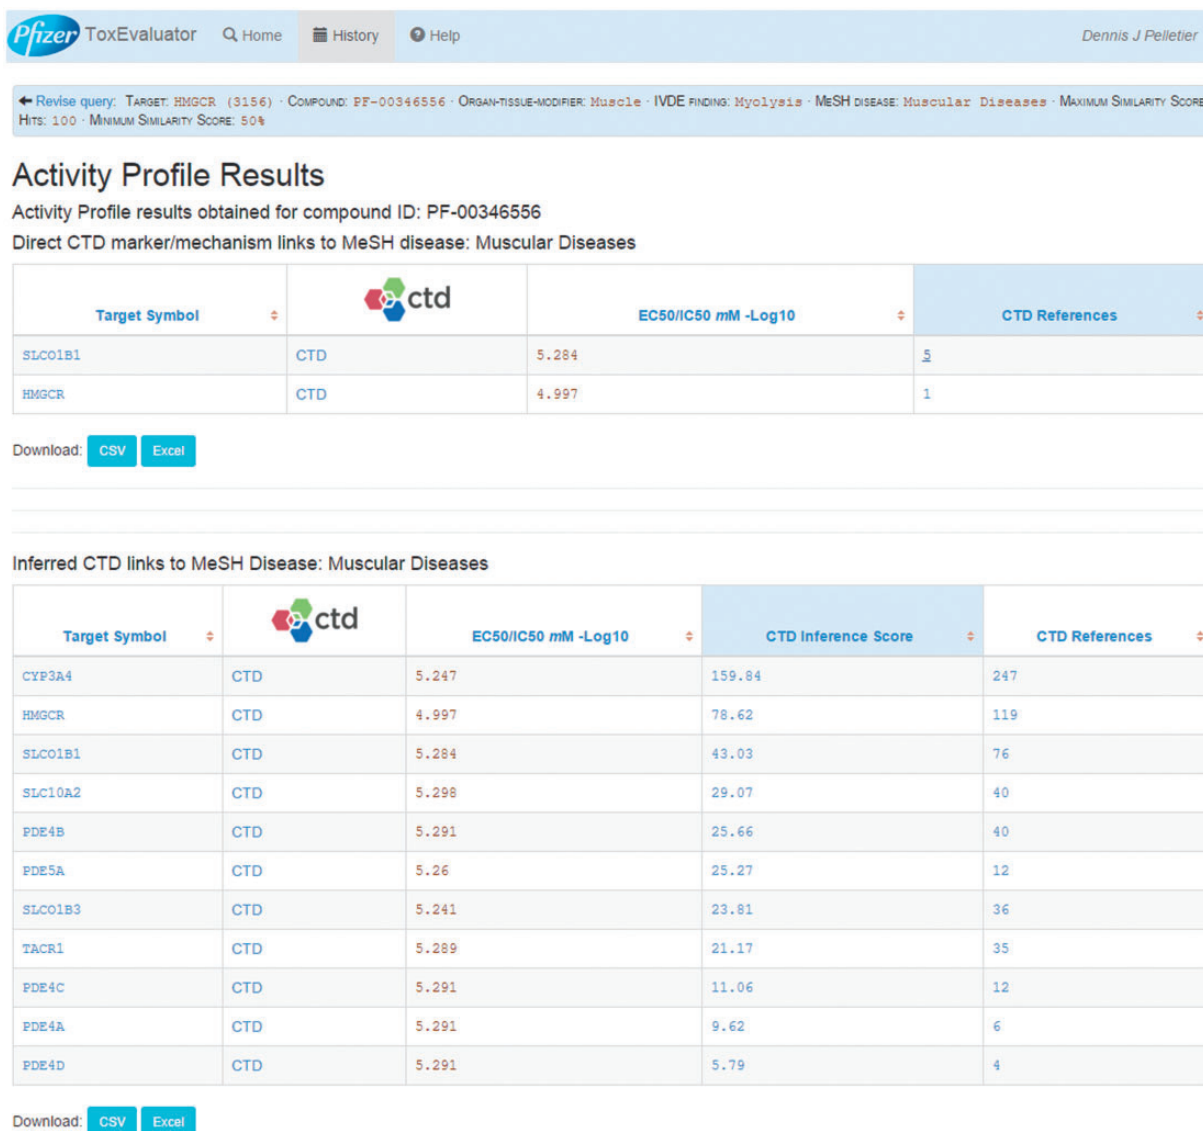 Pfizer ToxEvaluator Home History Help Dennis J Pelletier
Revise query: TARGET: HMGCR (3156) · COMPOUND: PF-00346556 · ORGAN-TISSUE-MODIFIER: Muscle · IVDE FINDING: Myolysis · MESH DISEASE: Muscular Diseases · MAXIMUM SIMILARITY SCORE
HITS: 100 · MINIMUM SIMILARITY SCORE: 50%
Activity Profile Results
Activity Profile results obtained for compound ID: PF-00346556
Direct CTD marker/mechanism links to MeSH disease: Muscular Diseases
ctd
Target Symbol EC50/IC50 mM -Log10 CTD References
SLCO1B1 CTD 5.284 5
HMGCR CTD 4.997 1
Download: CSV Excel
Inferred CTD links to MeSH Disease: Muscular Diseases
ctd
Target Symbol EC50/IC50 mM -Log10 CTD Inference Score CTD References
CYP3A4 CTD 5.247 159.84 247
HMGCR CTD 4.997 78.62 119
SLCO1B1 CTD 5.284 43.03 76
SLC10A2 CTD 5.298 29.07 40
PDE4B CTD 5.291 25.66 40
PDE5A CTD 5.26 25.27 12
SLCO1B3 CTD 5.241 23.81 36
TACR1 CTD 5.289 21.17 35
PDE4C CTD 5.291 11.06 12
PDE4A CTD 5.291 9.62 6
PDE4D CTD 5.291 5.79 4
Download: CSV Excel